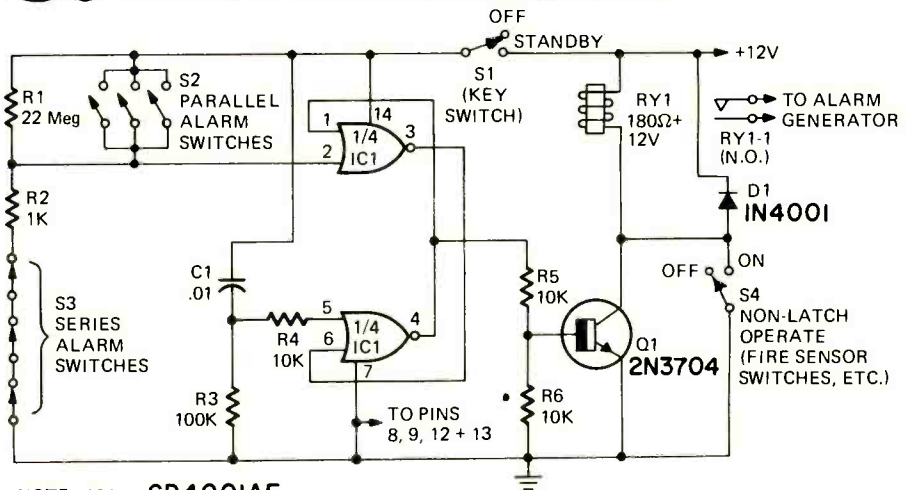 OFF
STANDBY
S1
(KEY
SWITCH)
+12V
R1
22 Meg
S2
PARALLEL
ALARM
SWITCHES
1
14
3
2
1/4
IC1
RY1
180Ω+
12V
TO ALARM
GENERATOR
RY1-1
(N.O.)
D1
1N4001
R2
1K
S3
SERIES
ALARM
SWITCHES
C1
.01
R4
10K
5
6
1/4
IC1
4
7
R3
100K
TO PINS
8, 9, 12 + 13
R5
10K
R6
10K
Q1
2N3704
OFF
ON
S4
NON-LATCH
OPERATE
(FIRE SENSOR
SWITCHES, ETC.)
CD4001AE